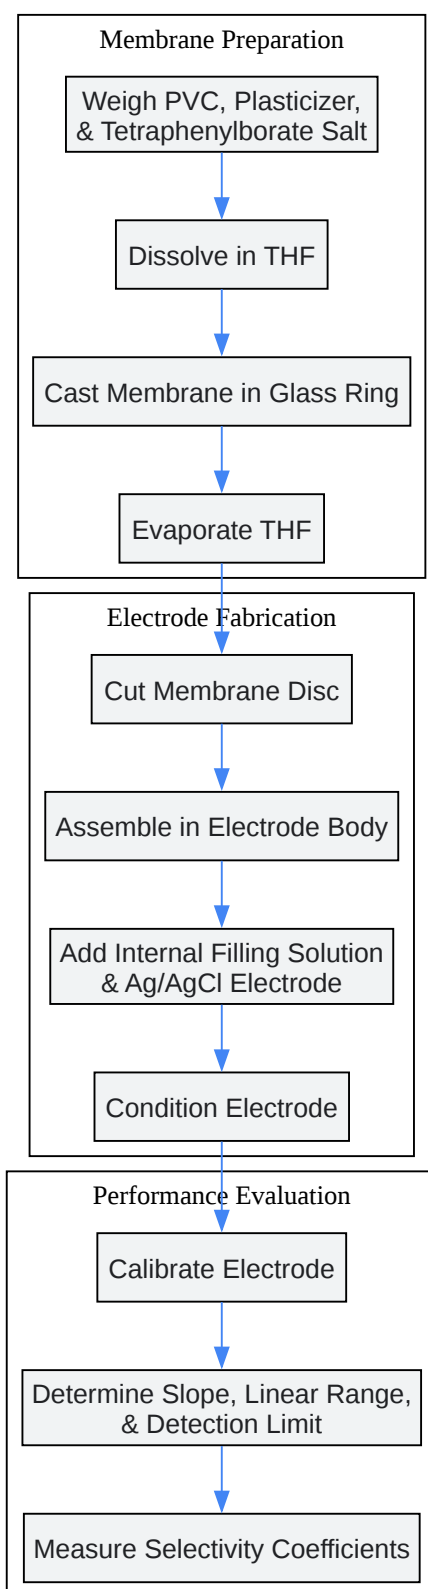 Membrane Preparation
Weigh PVC, Plasticizer,
& Tetraphenylborate Salt
Dissolve in THF
Cast Membrane in Glass Ring
Evaporate THF
Electrode Fabrication
Cut Membrane Disc
Assemble in Electrode Body
Add Internal Filling Solution
& Ag/AgCl Electrode
Condition Electrode
Performance Evaluation
Calibrate Electrode
Determine Slope, Linear Range,
& Detection Limit
Measure Selectivity Coefficients